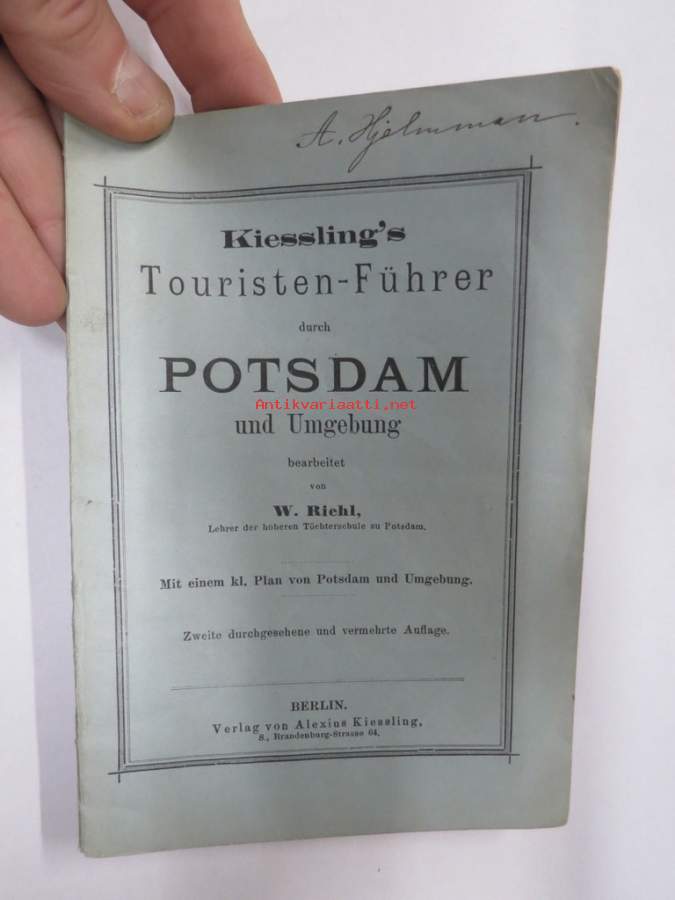 A. Hjelmman.
Kiessling's
Touristen-Führer
durch
POTSDAM
Antikvariaatti.net
und Umgebung
bearbeitet
von
W. Riehl,
Lehrer der höheren Töchterschule zu Potsdam.
Mit einem kl. Plan von Potsdam und Umgebung.
Zweite durchgesehene und vermehrte Auflage.
BERLIN.
Verlag von Alexius Kiessling,
S., Brandenburg-Strasse 64.